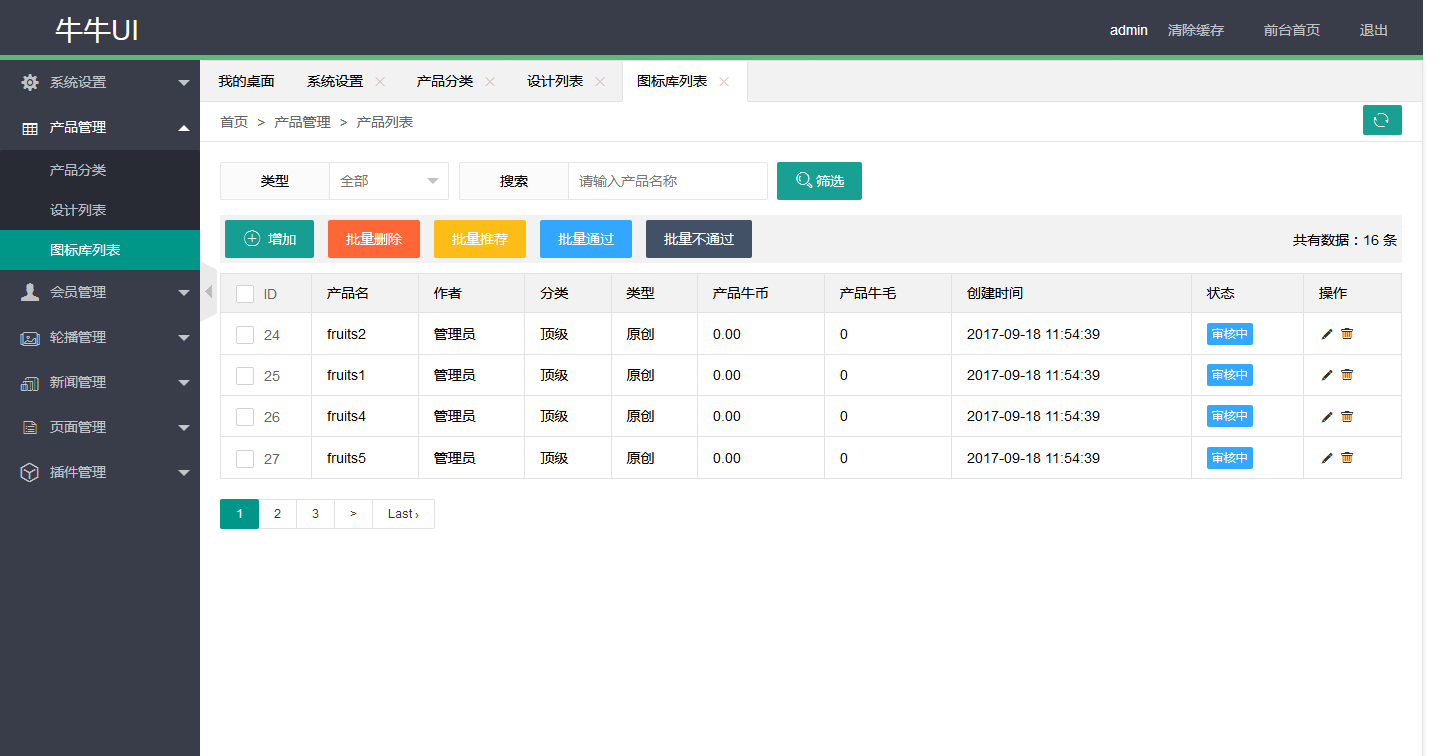 牛牛UI
admin 清除缓存 前台首页 退出
系统设置
产品管理
产品分类
设计列表
图标库列表
会员管理
轮播管理
新闻管理
页面管理
插件管理
我的桌面 系统设置 产品分类 设计列表 图标库列表
首页 > 产品管理 > 产品列表
类型 全部 搜索 请输入产品名称 筛选
增加 批量删除 批量推荐 批量通过 批量不通过 共有数据：16 条
ID 产品名 作者 分类 类型 产品牛币 产品牛毛 创建时间 状态 操作
24 fruits2 管理员 顶级 原创 0.00 0 2017-09-18 11:54:39 审核中
25 fruits1 管理员 顶级 原创 0.00 0 2017-09-18 11:54:39 审核中
26 fruits4 管理员 顶级 原创 0.00 0 2017-09-18 11:54:39 审核中
27 fruits5 管理员 顶级 原创 0.00 0 2017-09-18 11:54:39 审核中
1 2 3 > Last ›